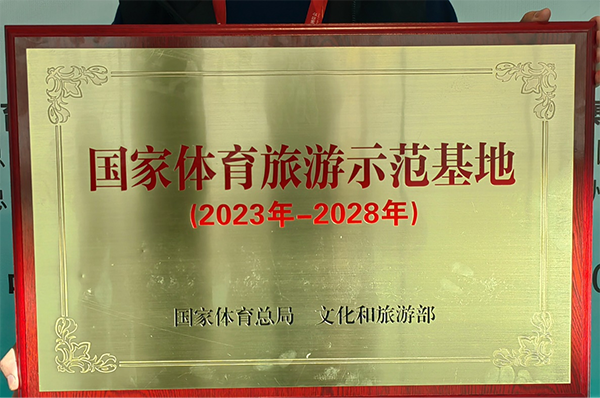 国家体育旅游示范基地
(2023年-2028年)
国家体育总局 文化和旅游部